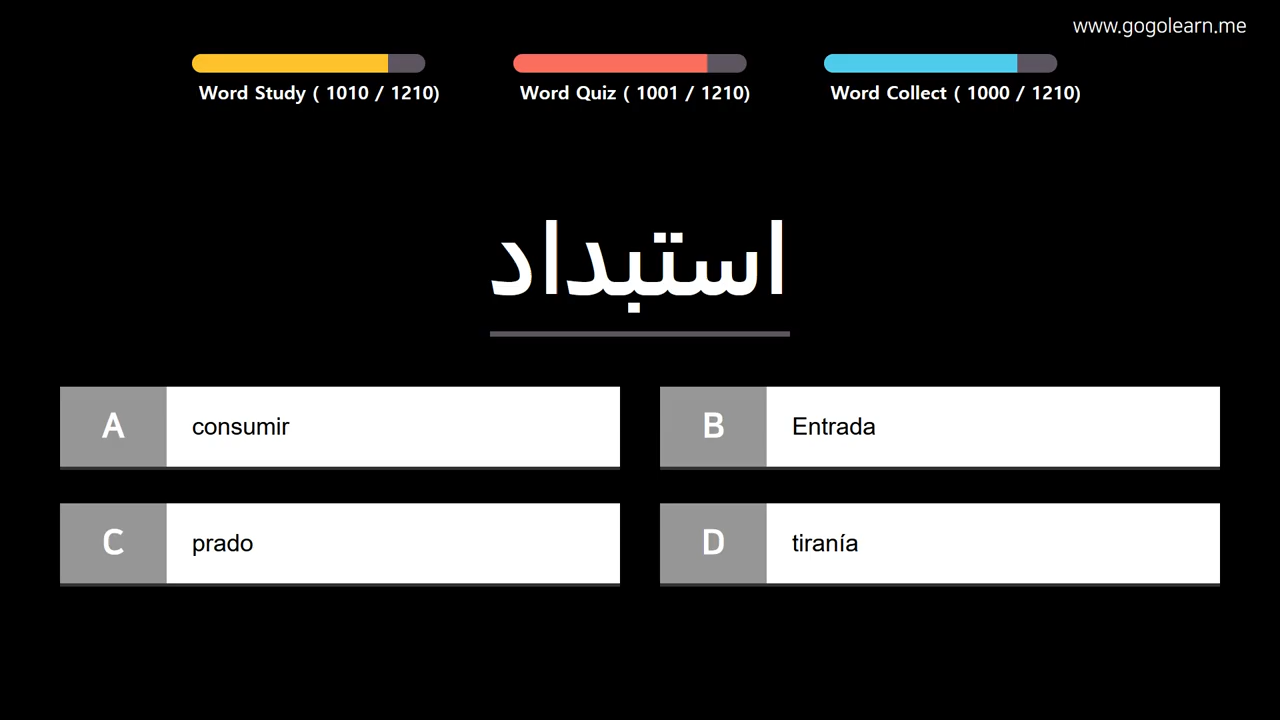 www.gogolearn.me
Word Study ( 1010 / 1210)
Word Quiz ( 1001 / 1210)
Word Collect ( 1000 / 1210)
استبداد
A consumir
B Entrada
C prado
D tiranía